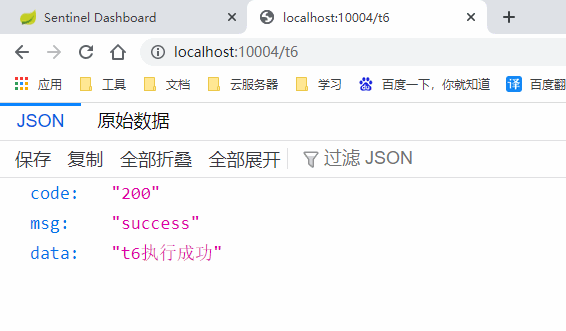 Sentinel Dashboard
localhost:10004/t6
localhost:10004/t6
应用 工具 文档 云服务器 学习 百度一下，你就知道 译 百度翻
JSON 原始数据
保存 复制 全部折叠 全部展开 过滤 JSON
code: "200"
msg: "success"
data: "t6执行成功"